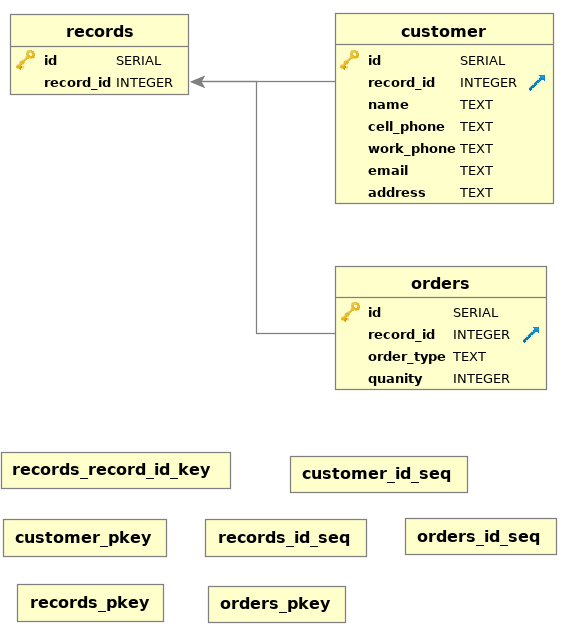 records
id SERIAL
record_id INTEGER
customer
id SERIAL
record_id INTEGER
name TEXT
cell_phone TEXT
work_phone TEXT
email TEXT
address TEXT
orders
id SERIAL
record_id INTEGER
order_type TEXT
quanity INTEGER
records_record_id_key
customer_id_seq
customer_pkey
records_id_seq
orders_id_seq
records_pkey
orders_pkey